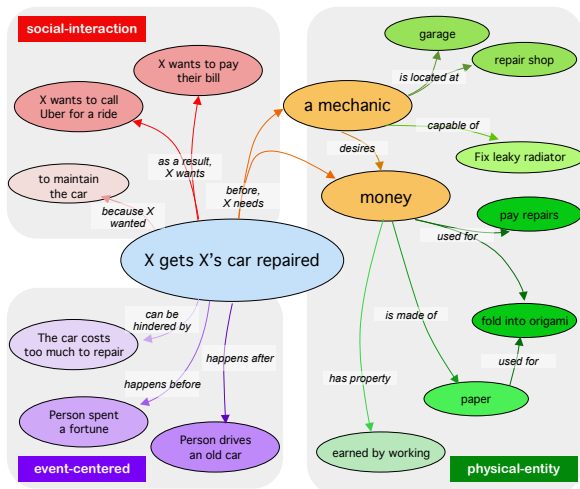 social-interaction
X wants to pay
their bill
X wants to call
Uber for a ride
as a result,
X wants
to maintain
the car
because X
wanted
before,
X needs
X gets X's car repaired
garage
repair shop
is located at
a mechanic
capable of
Fix leaky radiator
desires
money
pay repairs
used for
is made of
fold into origami
used for
has property
paper
earned by working
physical-entity
can be
hindered by
The car costs
too much to repair
happens after
happens before
Person spent
a fortune
Person drives
an old car
event-centered